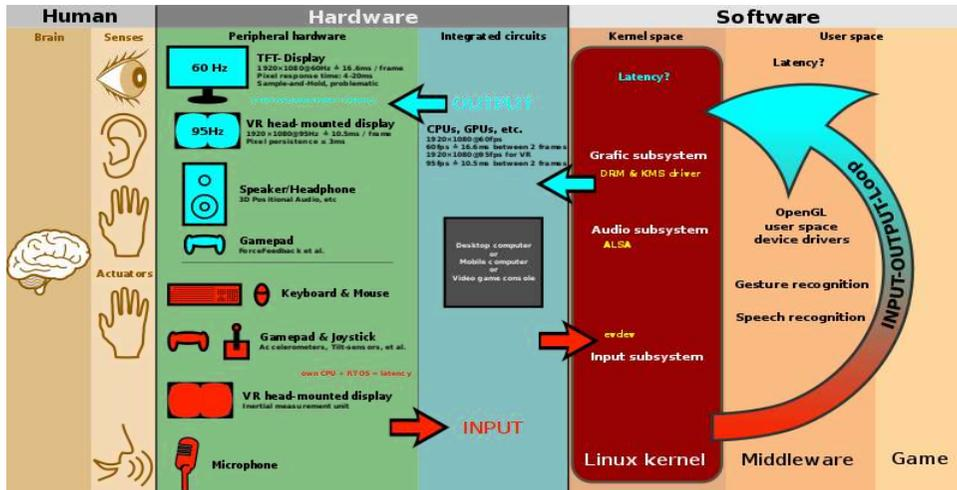 Human
Hardware
Software
Brain
Senses
Peripheral hardware
Integrated circuits
Kernel space
User space
60 Hz
TFT-Display
1920×1080@60Hz ≙ 16.6ms / frame
Pixel response time: 4-20ms
Sample-and-Hold, problematic
OUTPUT
Latency?
Latency?
95Hz
VR head-mounted display
1920×1080@95Hz ≙ 10.5ms / frame
Pixel persistence ≤ 3ms
CPUs, GPUs, etc.
1920×1080@60fps
60fps ≙ 16.6ms between 2 frames
1920×1080@95fps for VR
95fps ≙ 10.5ms between 2 frames
Grafic subsystem
DRM & KMS driver
Speaker/Headphone
3D Positional Audio, etc
Gamepad
ForceFeedback et al.
Audio subsystem
ALSA
OpenGL
user space
device drivers
Desktop computer
or
Mobile computer
or
Video game console
Actuators
Gesture recognition
Speech recognition
INPUT-OUTPUT-Loop
Keyboard & Mouse
Gamepad & Joystick
Accelerometers, Tilt-sensors, et al.
evdev
Input subsystem
own CPU + RTOS = latency
VR head-mounted display
Inertial measurement unit
INPUT
Microphone
Linux kernel
Middleware
Game